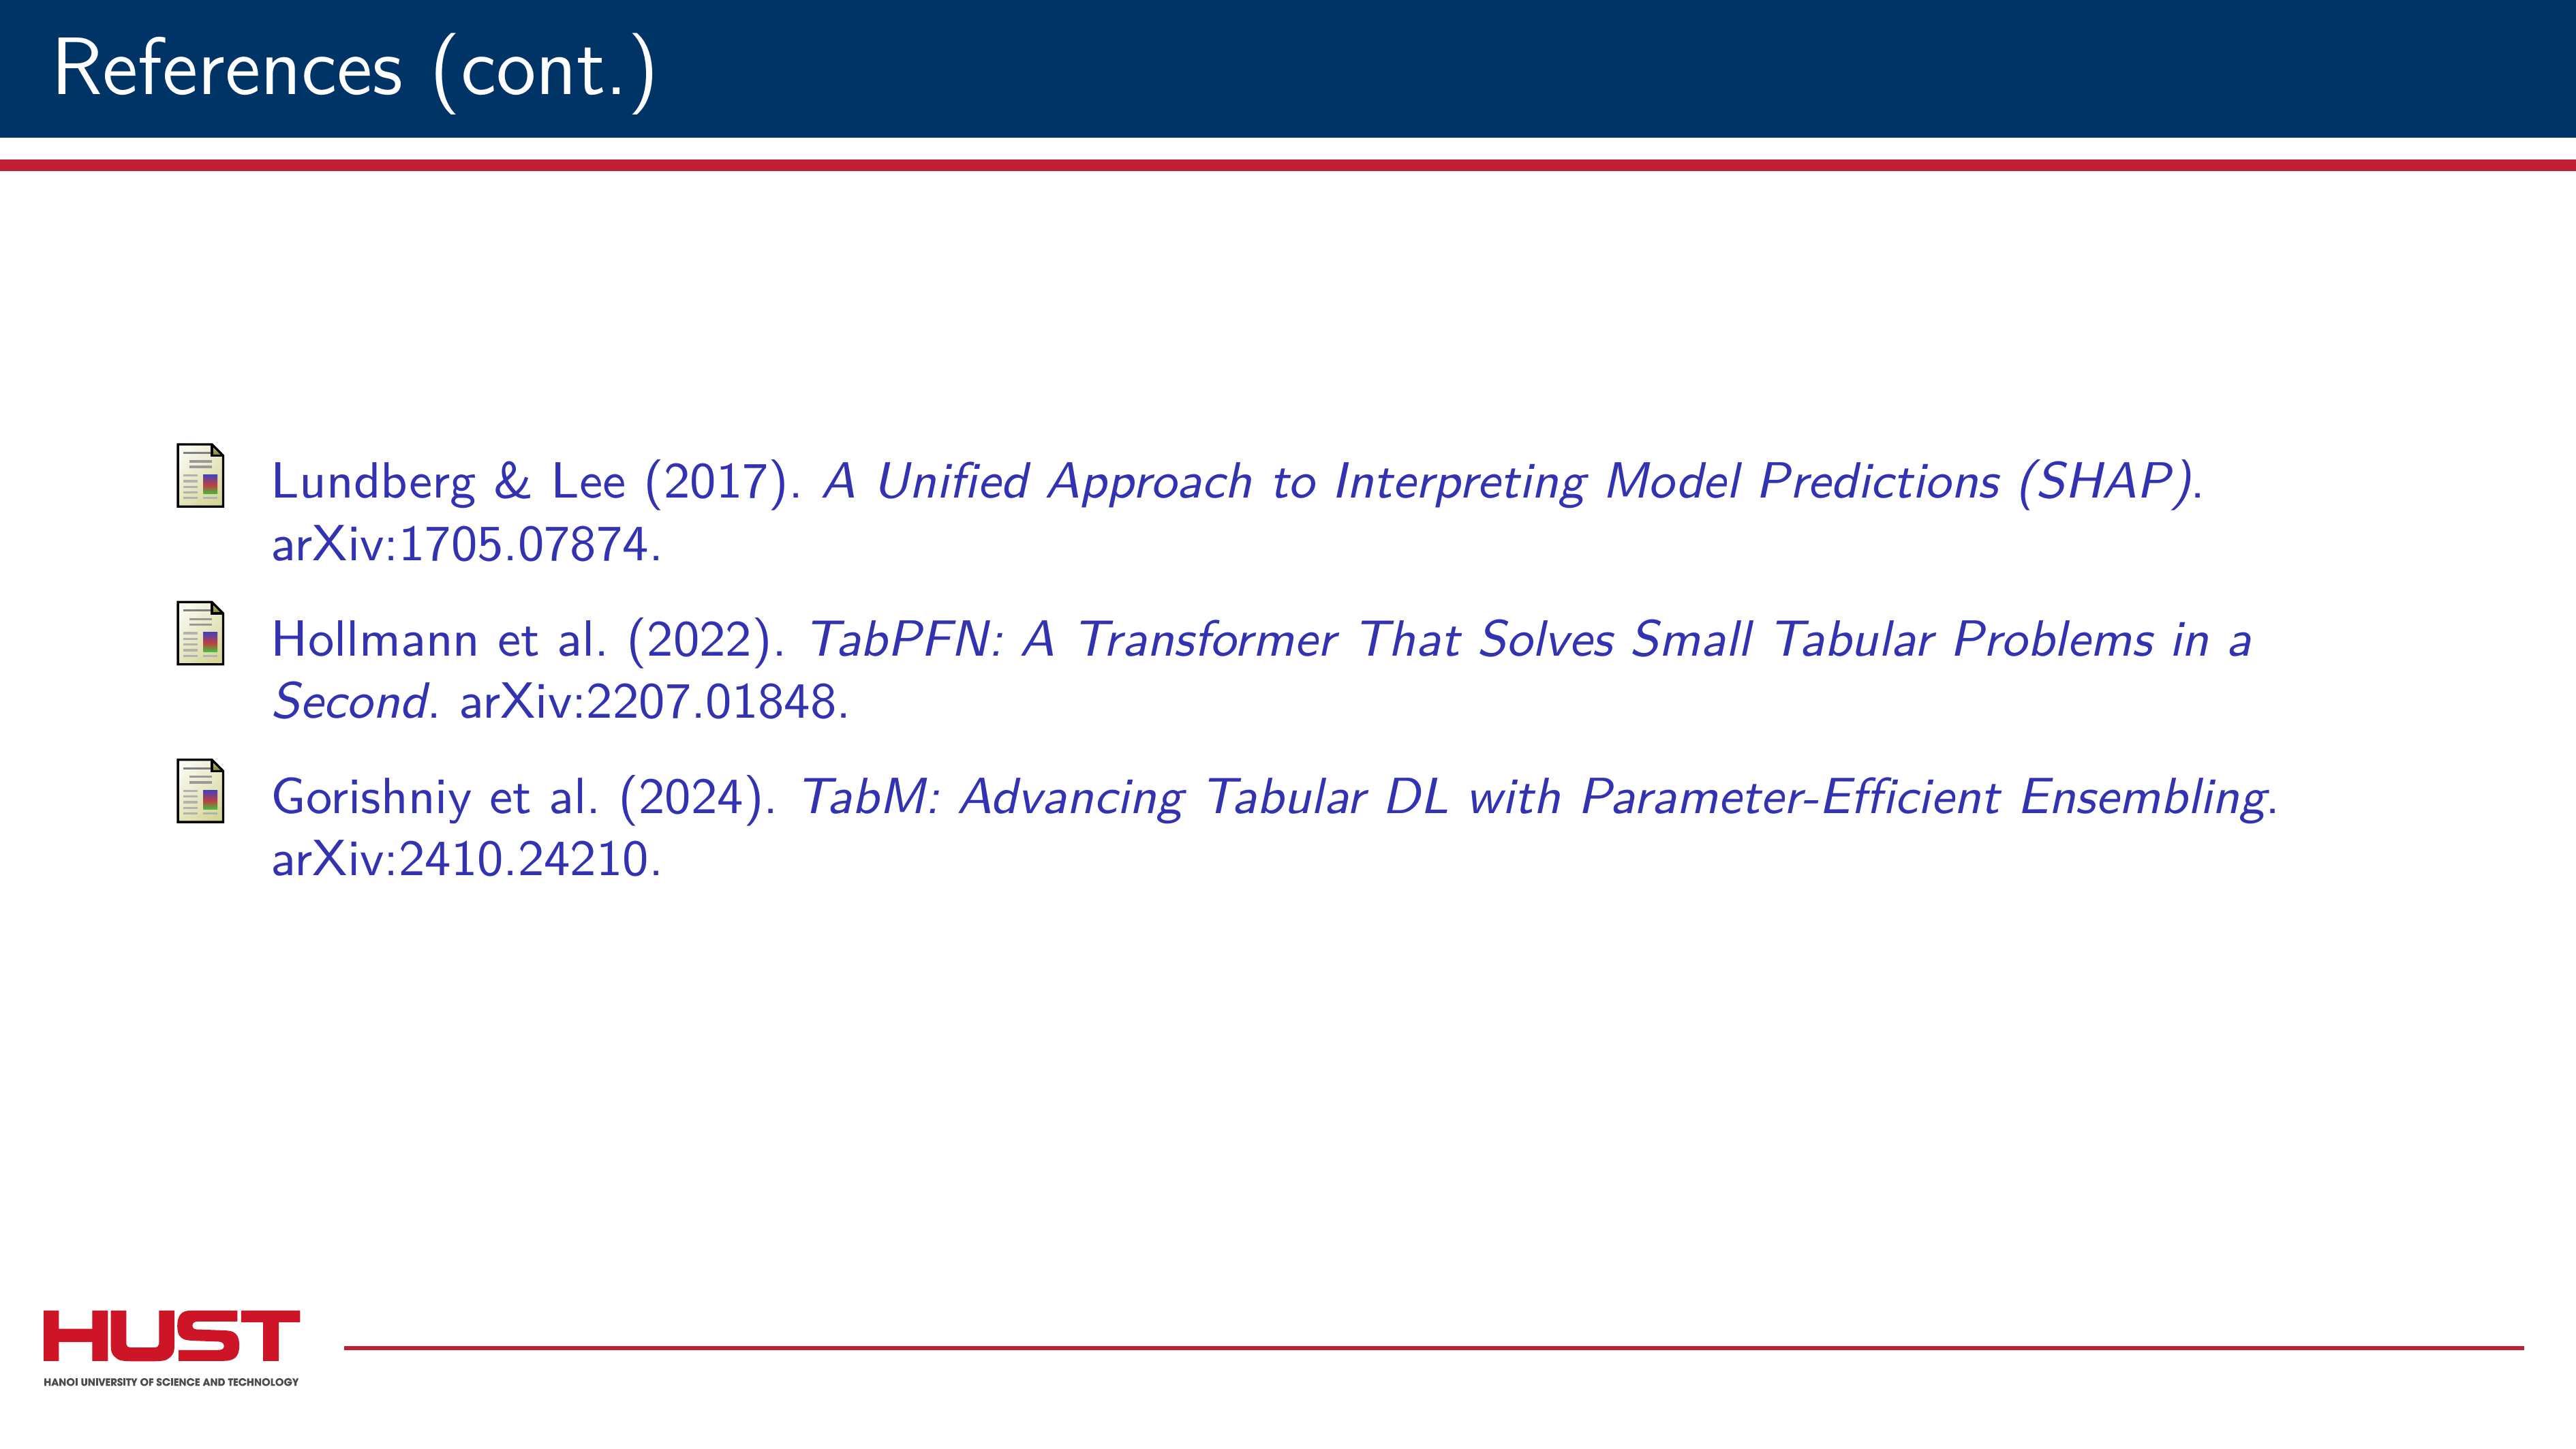 References (cont.)
Lundberg & Lee (2017). A Unified Approach to Interpreting Model Predictions (SHAP).
arXiv:1705.07874.
Hollmann et al. (2022). TabPFN: A Transformer That Solves Small Tabular Problems in a
Second. arXiv:2207.01848.
Gorishniy et al. (2024). TabM: Advancing Tabular DL with Parameter-Efficient Ensembling.
arXiv:2410.24210.
HUST
HANOI UNIVERSITY OF SCIENCE AND TECHNOLOGY